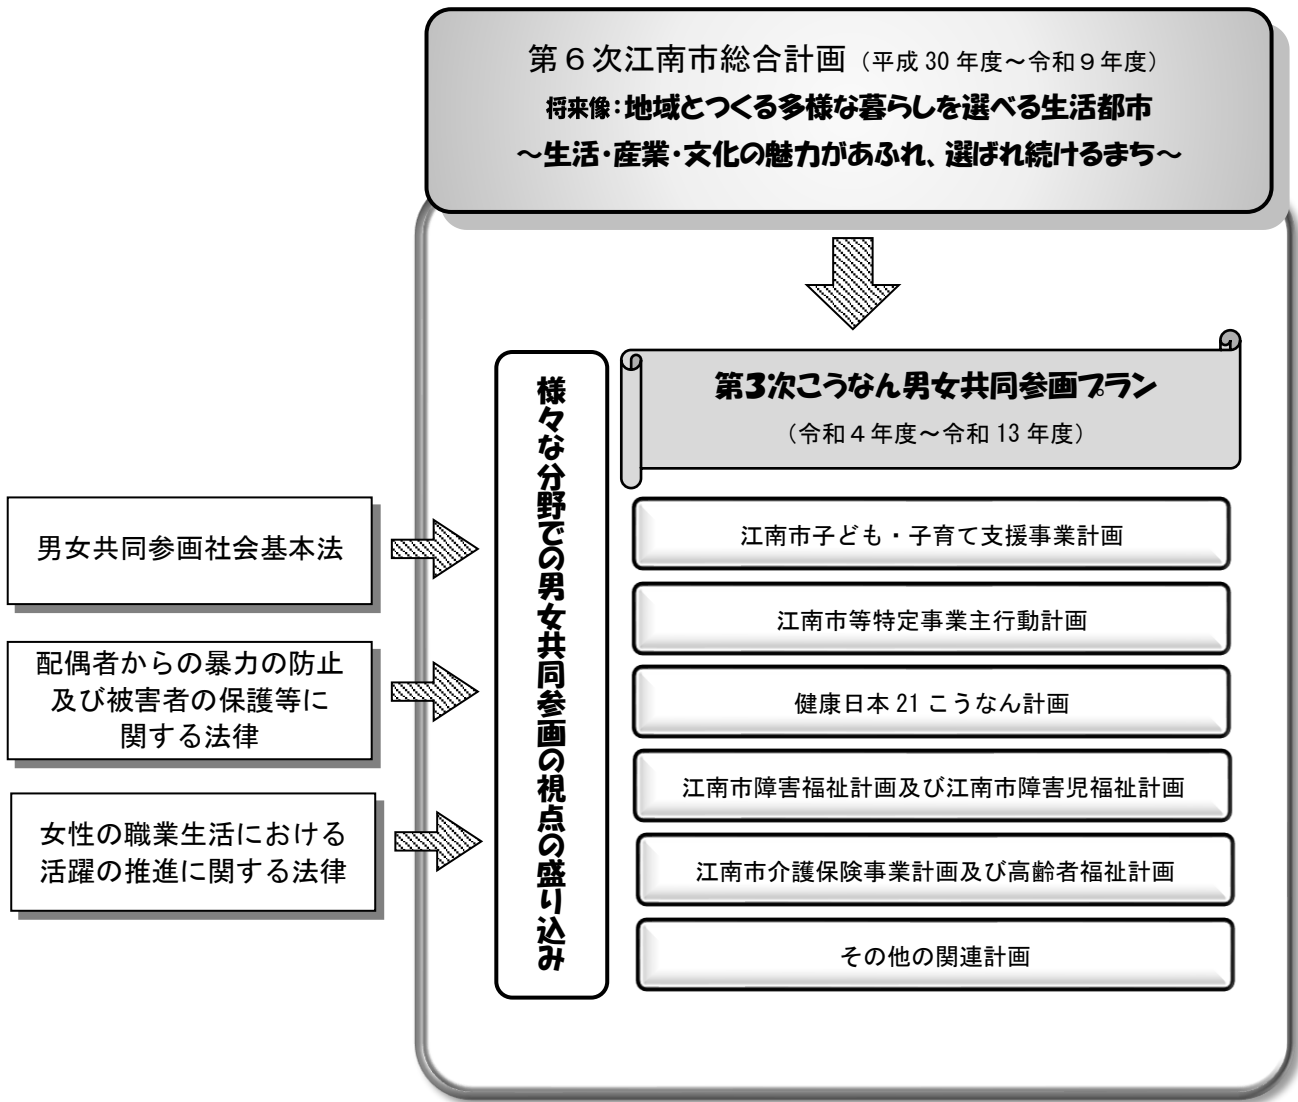 第６次江南市総合計画（平成 30 年度～令和９年度）
将来像：地域とつくる多様な暮らしを選べる生活都市
～生活・産業・文化の魅力があふれ、選ばれ続けるまち～
男女共同参画社会基本法
配偶者からの暴力の防止
及び被害者の保護等に
関する法律
女性の職業生活における
活躍の推進に関する法律
様々な分野での男女共同参画の視点の盛り込み
第３次こうなん男女共同参画プラン
（令和４年度～令和 13 年度）
江南市子ども・子育て支援事業計画
江南市等特定事業主行動計画
健康日本 21 こうなん計画
江南市障害福祉計画及び江南市障害児福祉計画
江南市介護保険事業計画及び高齢者福祉計画
その他の関連計画